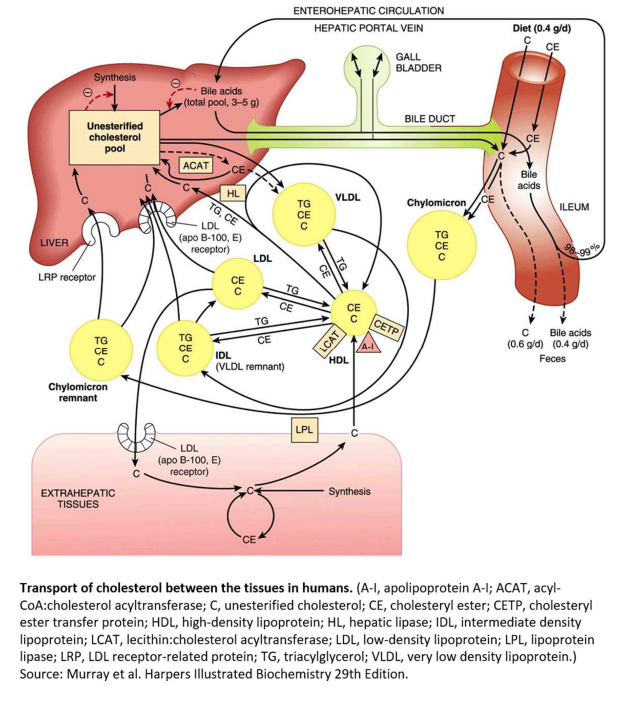 ENTEROHEPATIC CIRCULATION
HEPATIC PORTAL VEIN
Diet (0.4 g/d)
C
CE
GALL
BLADDER
Synthesis
Bile acids
(total pool, 3–5 g)
Unesterified
cholesterol
pool
BILE DUCT
CE
C
ACAT
CE
Bile
acids
C
C
HL
VLDL
Chylomicron
CE
TG
CE
C
ILEUM
C
TG, CE
LDL
(apo B-100, E)
receptor)
TG
CE
C
LIVER
98–99%
LRP receptor
LDL
TG
CE
CE
C
TG
CE
CE
C
CETP
TG
CE
LCAT
A-I
HDL
C
(0.6 g/d)
Bile acids
(0.4 g/d)
Feces
TG
CE
C
TG
CE
C
IDL
(VLDL remnant)
Chylomicron
remnant
LPL
C
LDL
(apo B-100, E)
receptor)
C
EXTRAHEPATIC
TISSUES
C
Synthesis
CE
Transport of cholesterol between the tissues in humans. (A-I, apolipoprotein A-I; ACAT, acyl-
CoA:cholesterol acyltransferase; C, unesterified cholesterol; CE, cholesteryl ester; CETP, cholesteryl
ester transfer protein; HDL, high-density lipoprotein; HL, hepatic lipase; IDL, intermediate density
lipoprotein; LCAT, lecithin:cholesterol acyltransferase; LDL, low-density lipoprotein; LPL, lipoprotein
lipase; LRP, LDL receptor-related protein; TG, triacylglycerol; VLDL, very low density lipoprotein.)
Source: Murray et al. Harpers Illustrated Biochemistry 29th Edition.